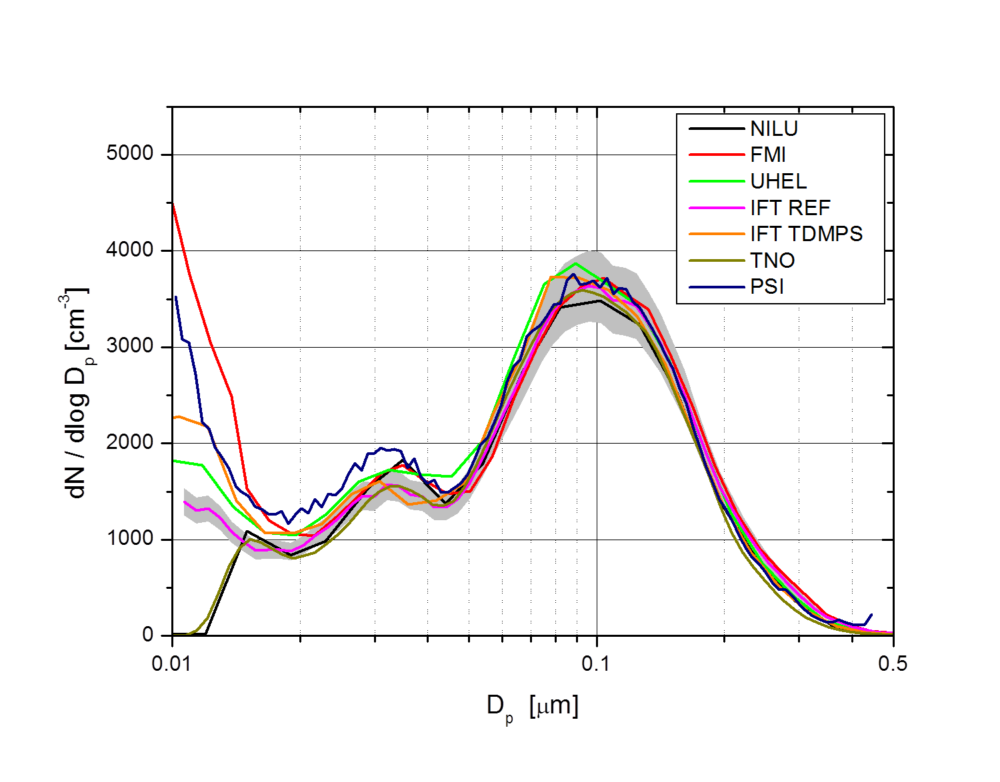 5000
4000
3000
2000
1000
0
dN / dlog Dp [cm-3]
0.01
0.1
0.5
Dp [μm]
NILU
FMI
UHEL
IFT REF
IFT TDMPS
TNO
PSI